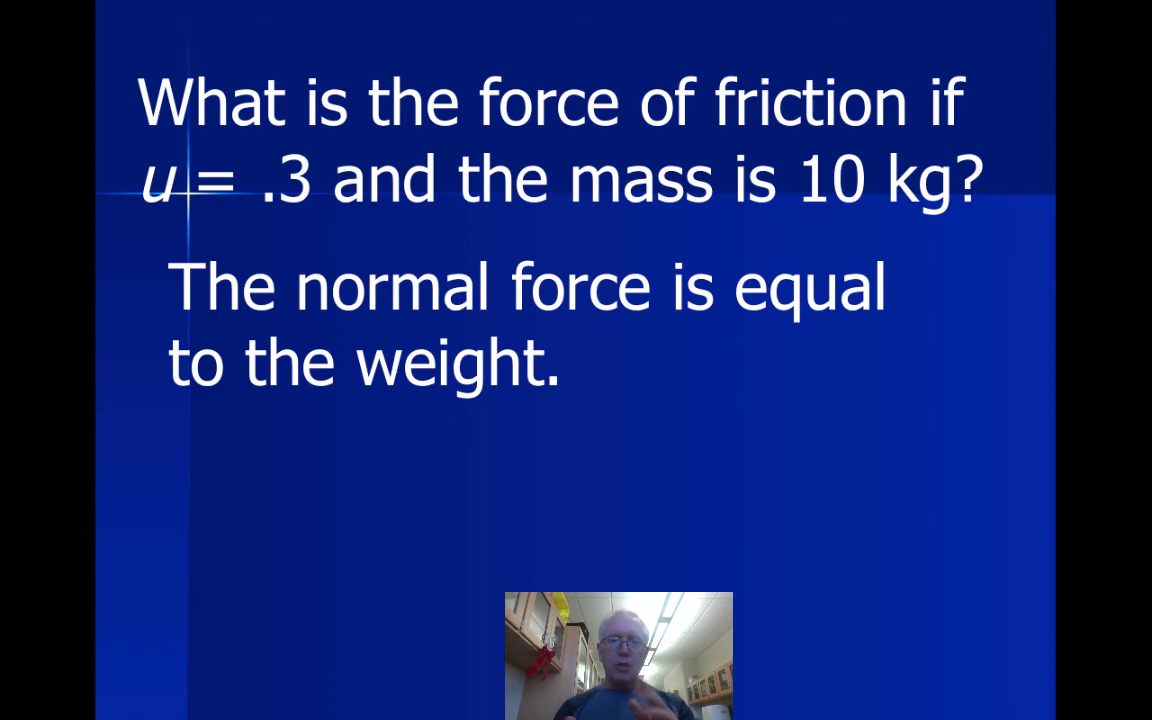 What is the force of friction if
u = .3 and the mass is 10 kg?
The normal force is equal
to the weight.